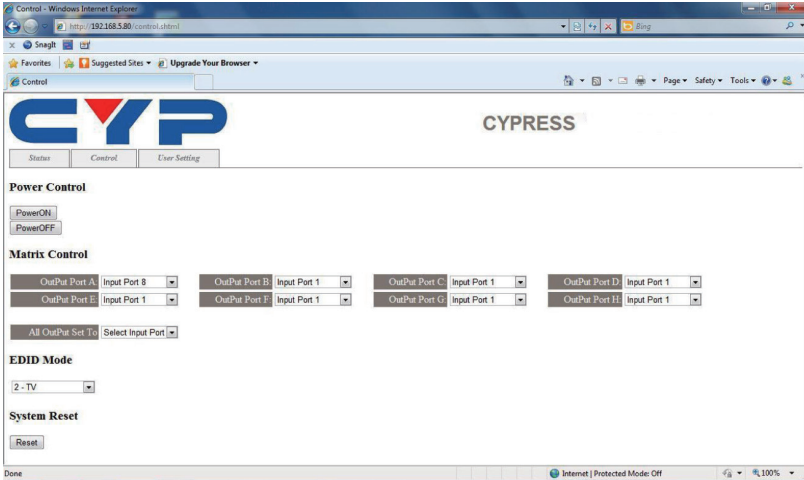 Control - Windows Internet Explorer
http://192.168.5.80/control.shtml
Bing
x SnagIt
Favorites Suggested Sites Upgrade Your Browser
Control
Page Safety Tools
CYP
CYPRESS
Status Control User Setting
Power Control
PowerON
PowerOFF
Matrix Control
OutPut Port A: Input Port 8 OutPut Port B: Input Port 1 OutPut Port C: Input Port 1 OutPut Port D: Input Port 1
OutPut Port E: Input Port 1 OutPut Port F: Input Port 1 OutPut Port G: Input Port 1 OutPut Port H: Input Port 1
All OutPut Set To Select Input Port
EDID Mode
2 - TV
System Reset
Reset
Done Internet | Protected Mode: Off 100%